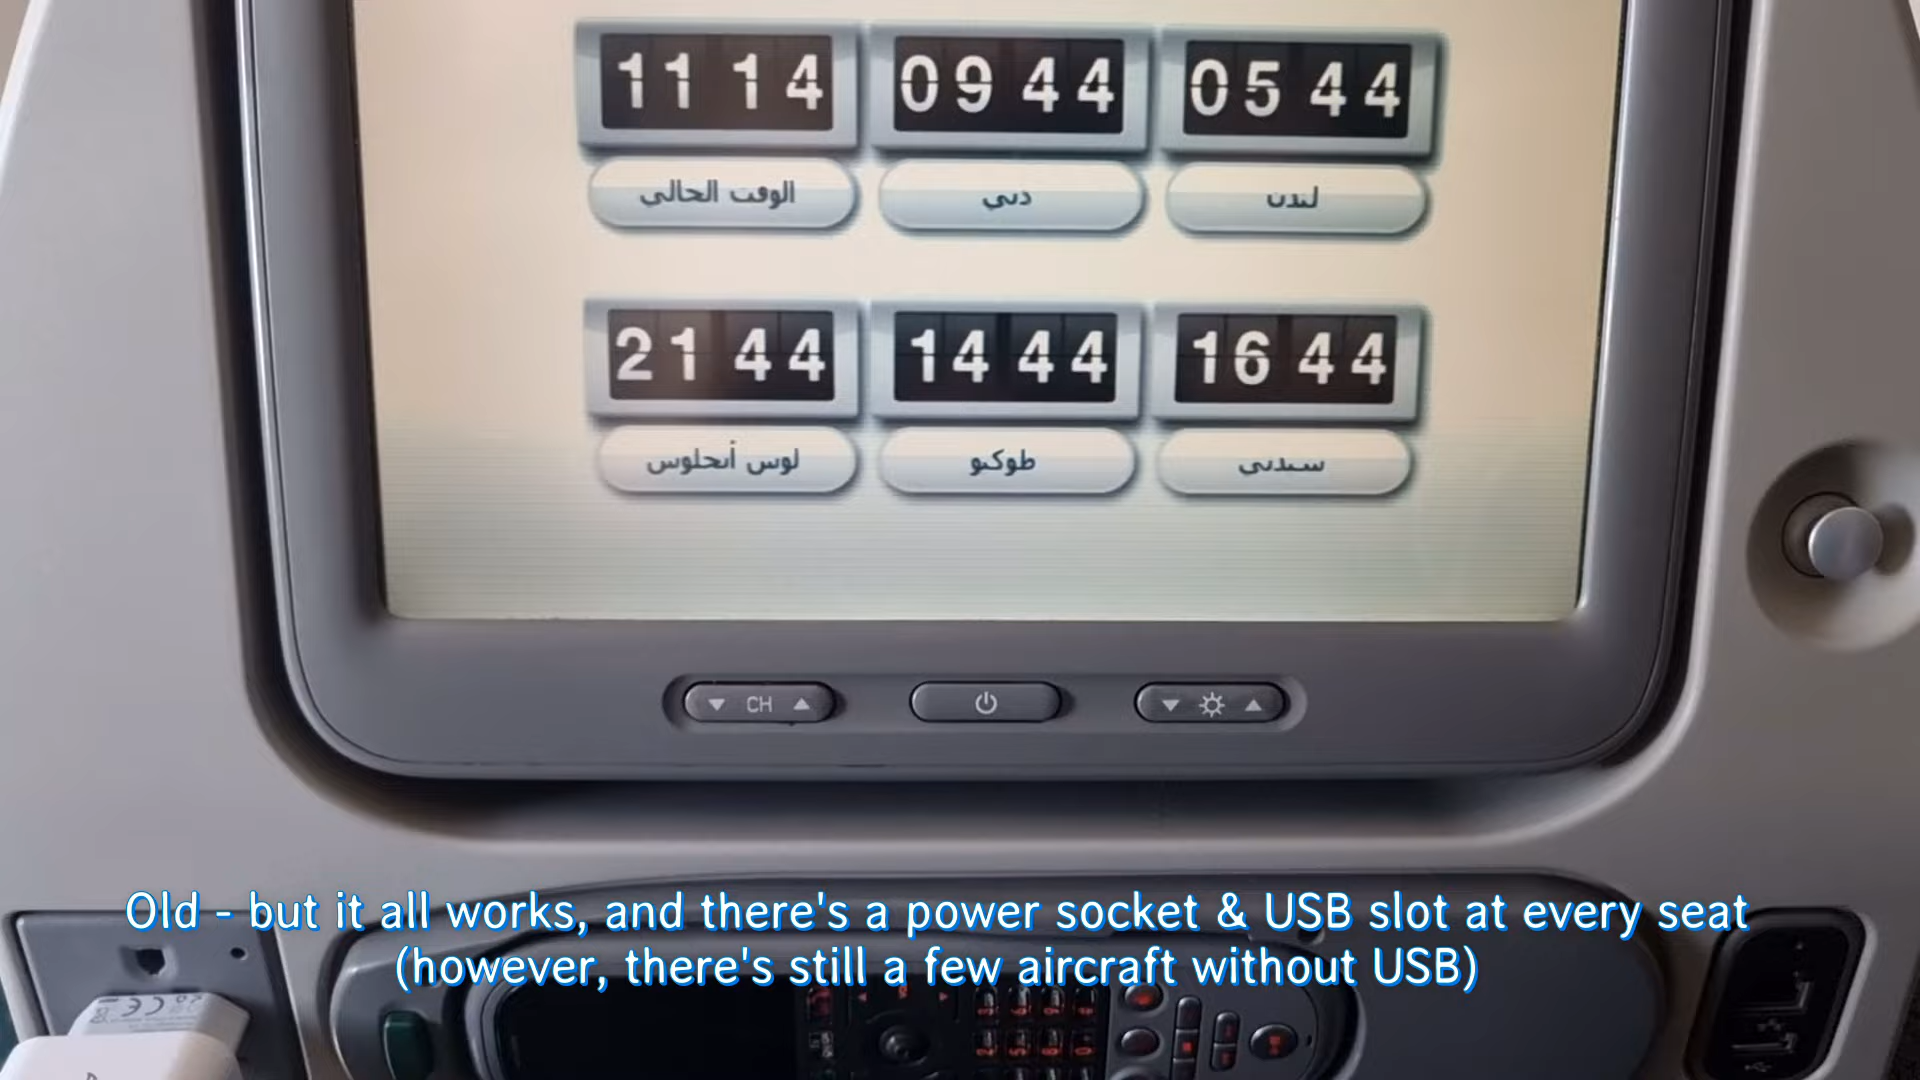 11 14 09 44 05 44
الوقت الحالي دبي لندن
21 44 14 44 16 44
لوس أنجلوس طوكيو سيدني
CH
Old - but it all works, and there's a power socket & USB slot at every seat
(however, there's still a few aircraft without USB)